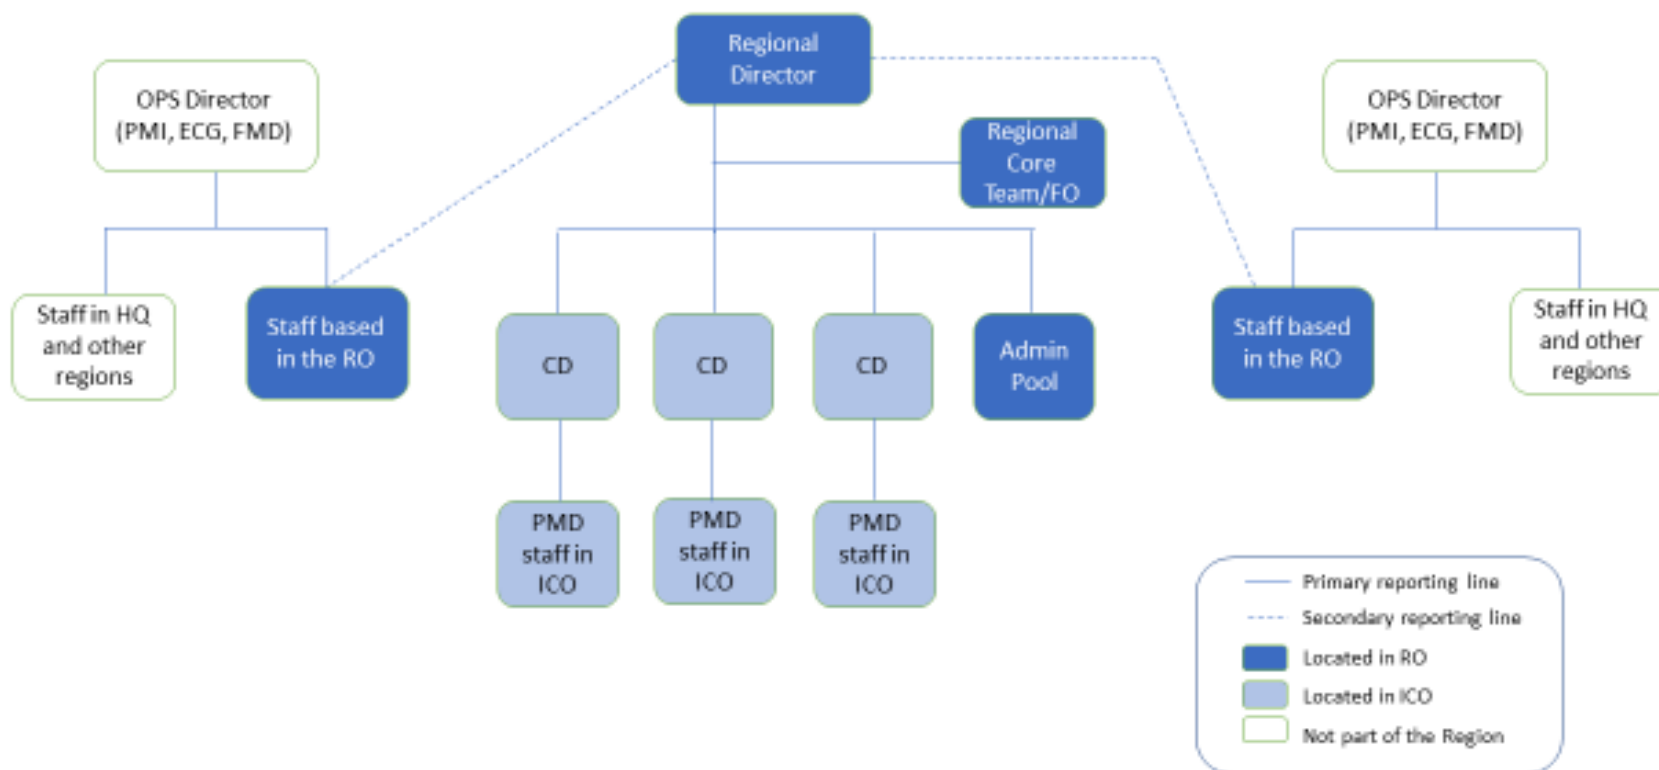 Regional
Director
OPS Director
(PMI, ECG, FMD)
OPS Director
(PMI, ECG, FMD)
Regional
Core
Team/FO
Staff in HQ
and other
regions
Staff based
in the RO
CD
CD
CD
Admin
Pool
Staff based
in the RO
Staff in HQ
and other
regions
PMD
staff in
ICO
PMD
staff in
ICO
PMD
staff in
ICO
Primary reporting line
Secondary reporting line
Located in RO
Located in ICO
Not part of the Region